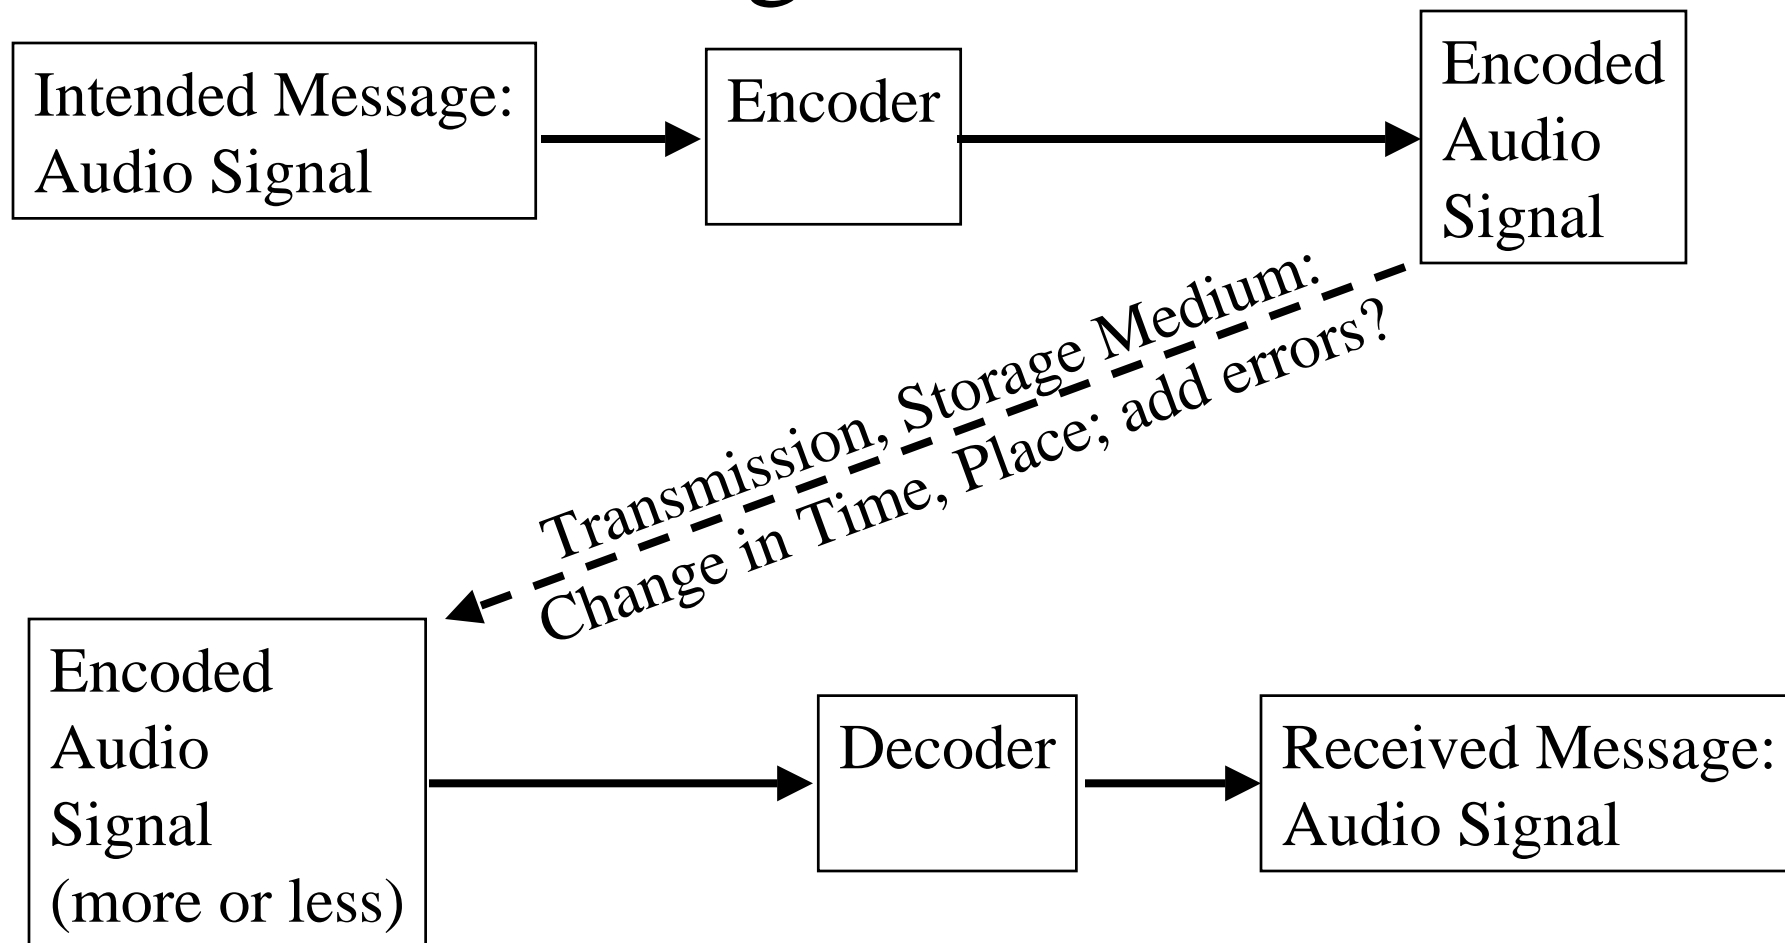 Intended Message:
Audio Signal
Encoder
Encoded
Audio
Signal
Transmission, Storage Medium:
Change in Time, Place; add errors?
Encoded
Audio
Signal
(more or less)
Decoder
Received Message:
Audio Signal